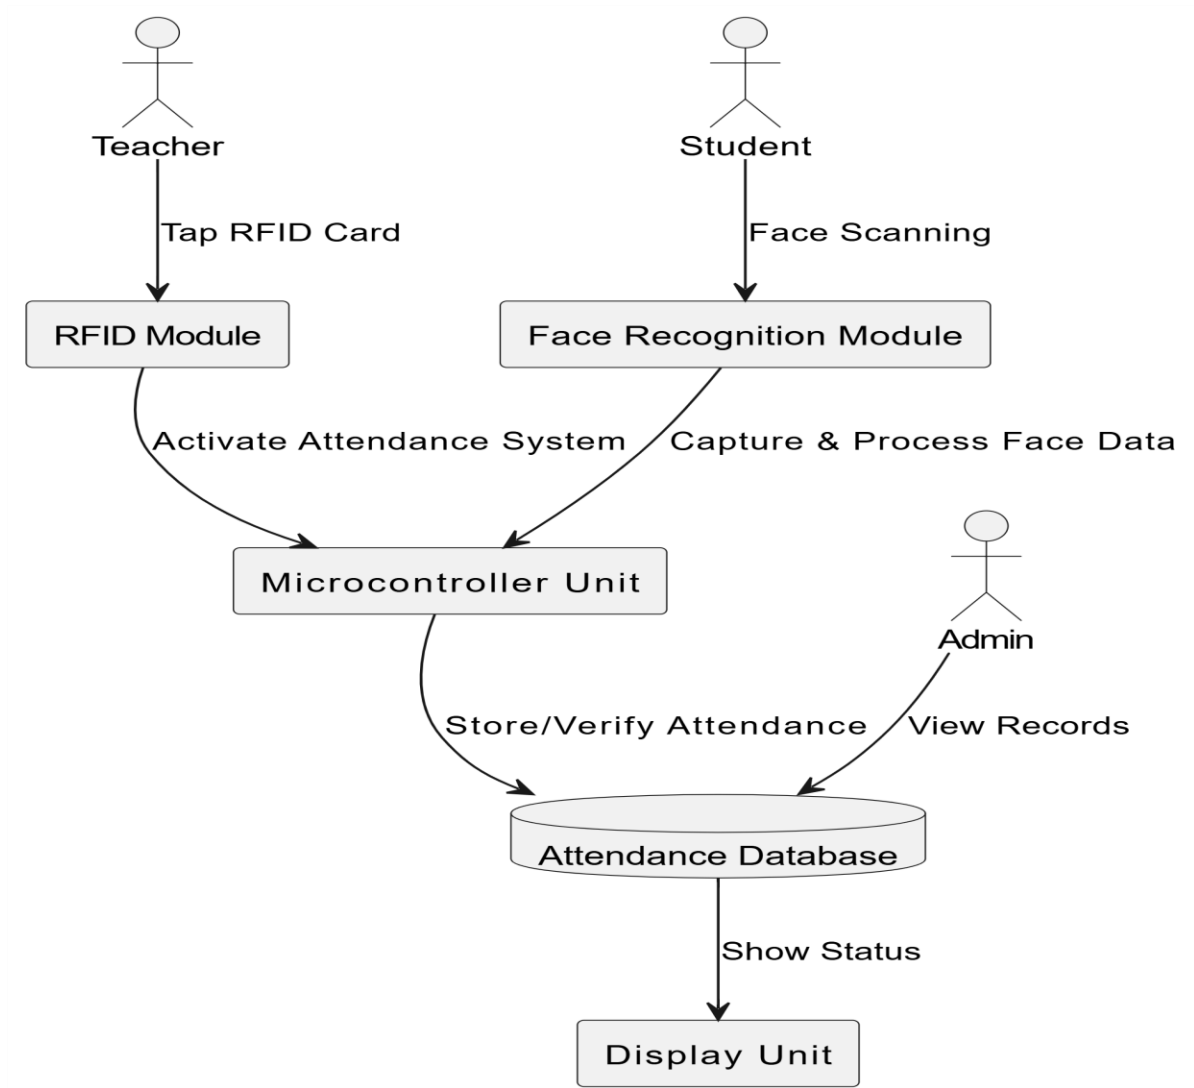 Teacher
Student
Tap RFID Card
Face Scanning
RFID Module
Face Recognition Module
Activate Attendance System
Capture & Process Face Data
Microcontroller Unit
Admin
Store/Verify Attendance
View Records
Attendance Database
Show Status
Display Unit